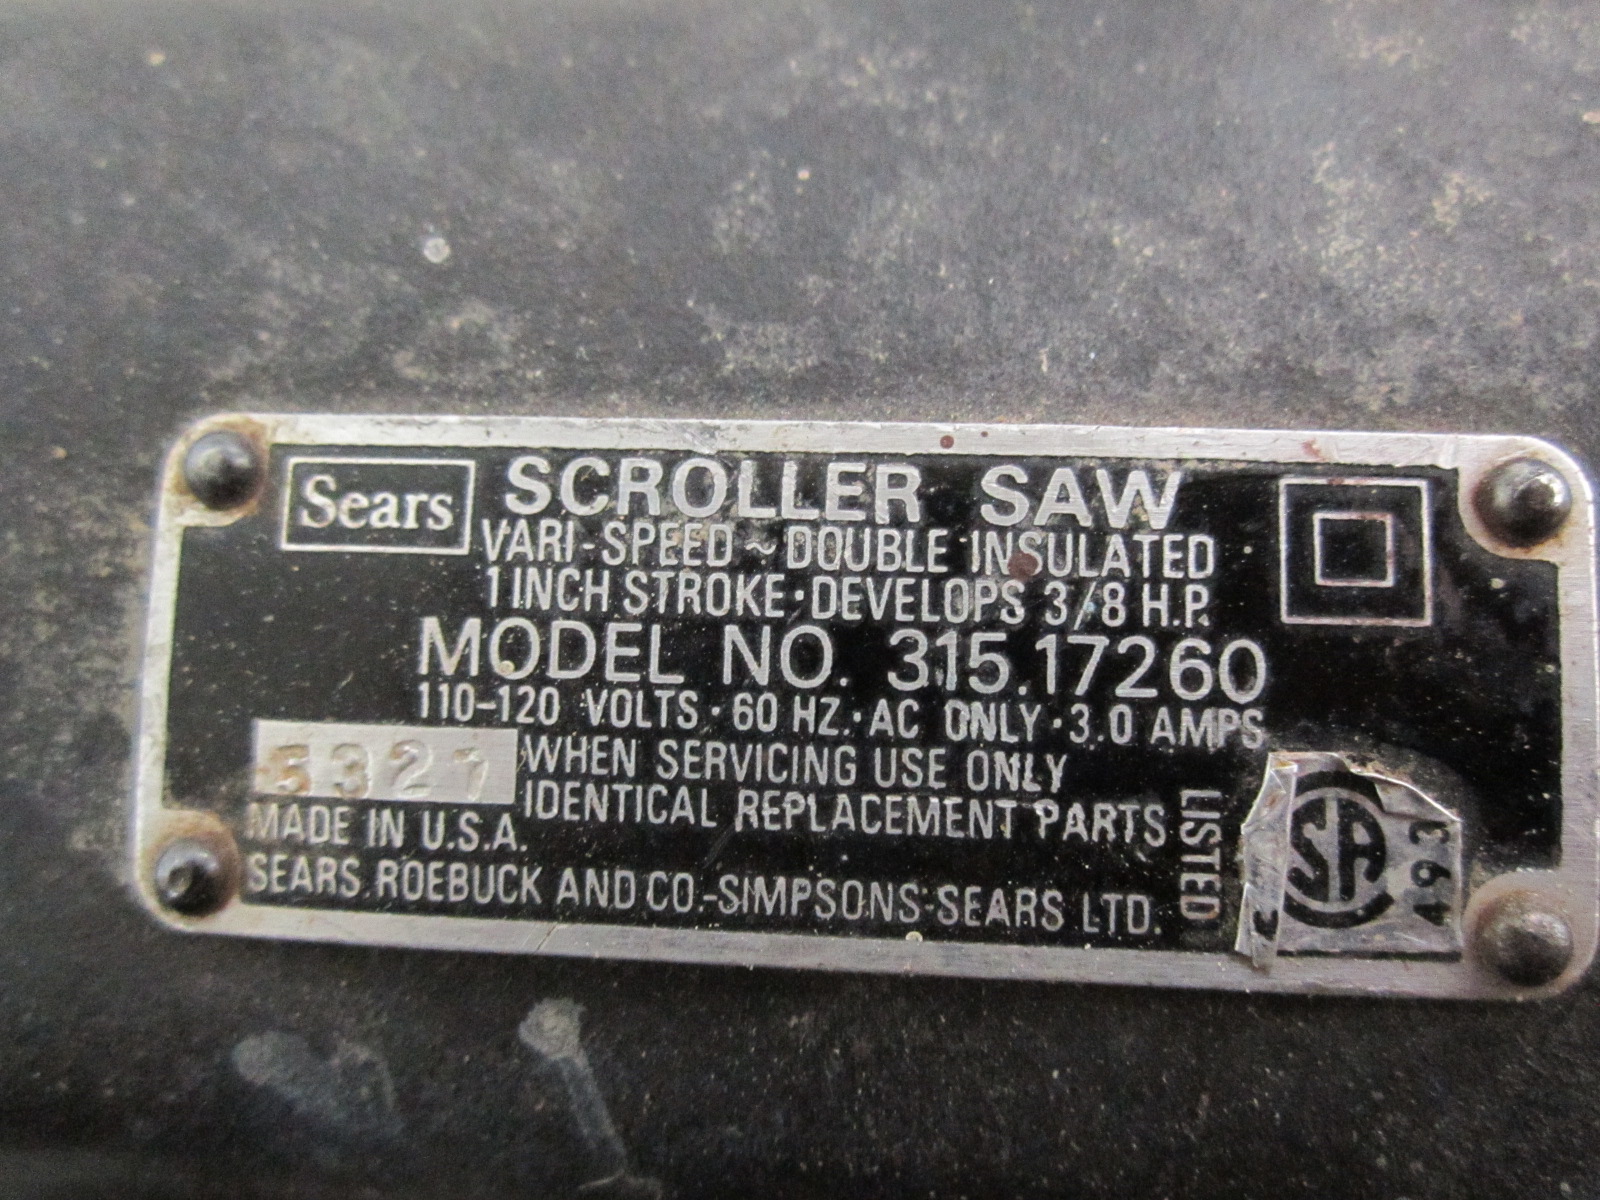 Sears
SCROLLER SAW
VARI-SPEED ~ DOUBLE INSULATED
1 INCH STROKE · DEVELOPS 3/8 H.P.
MODEL NO. 315.17260
110-120 VOLTS · 60 HZ. · AC ONLY · 3.0 AMPS
5321
WHEN SERVICING USE ONLY
IDENTICAL REPLACEMENT PARTS
MADE IN U.S.A.
SEARS, ROEBUCK AND CO.-SIMPSONS-SEARS LTD.
LISTED
SA
493